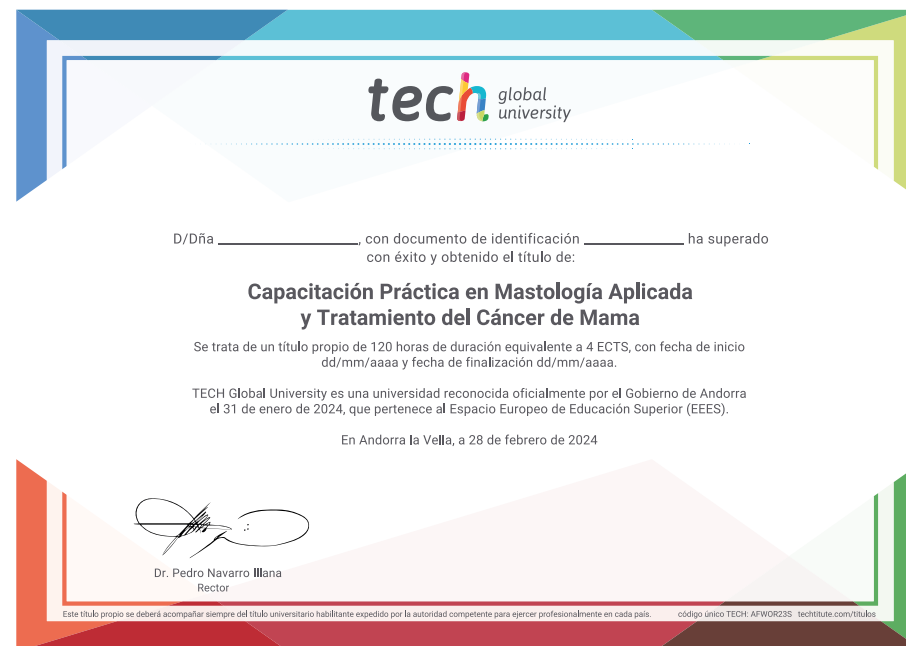 tech global university
D/Dña ______________, con documento de identificación __________ ha superado
con éxito y obtenido el título de:
Capacitación Práctica en Mastología Aplicada
y Tratamiento del Cáncer de Mama
Se trata de un título propio de 120 horas de duración equivalente a 4 ECTS, con fecha de inicio
dd/mm/aaaa y fecha de finalización dd/mm/aaaa.
TECH Global University es una universidad reconocida oficialmente por el Gobierno de Andorra
el 31 de enero de 2024, que pertenece al Espacio Europeo de Educación Superior (EEES).
En Andorra la Vella, a 28 de febrero de 2024
Dr. Pedro Navarro Illana
Rector
Este título propio se deberá acompañar siempre del título universitario habilitante expedido por la autoridad competente para ejercer profesionalmente en cada país. código único TECH: AFWOR23S techtitute.com/titulos